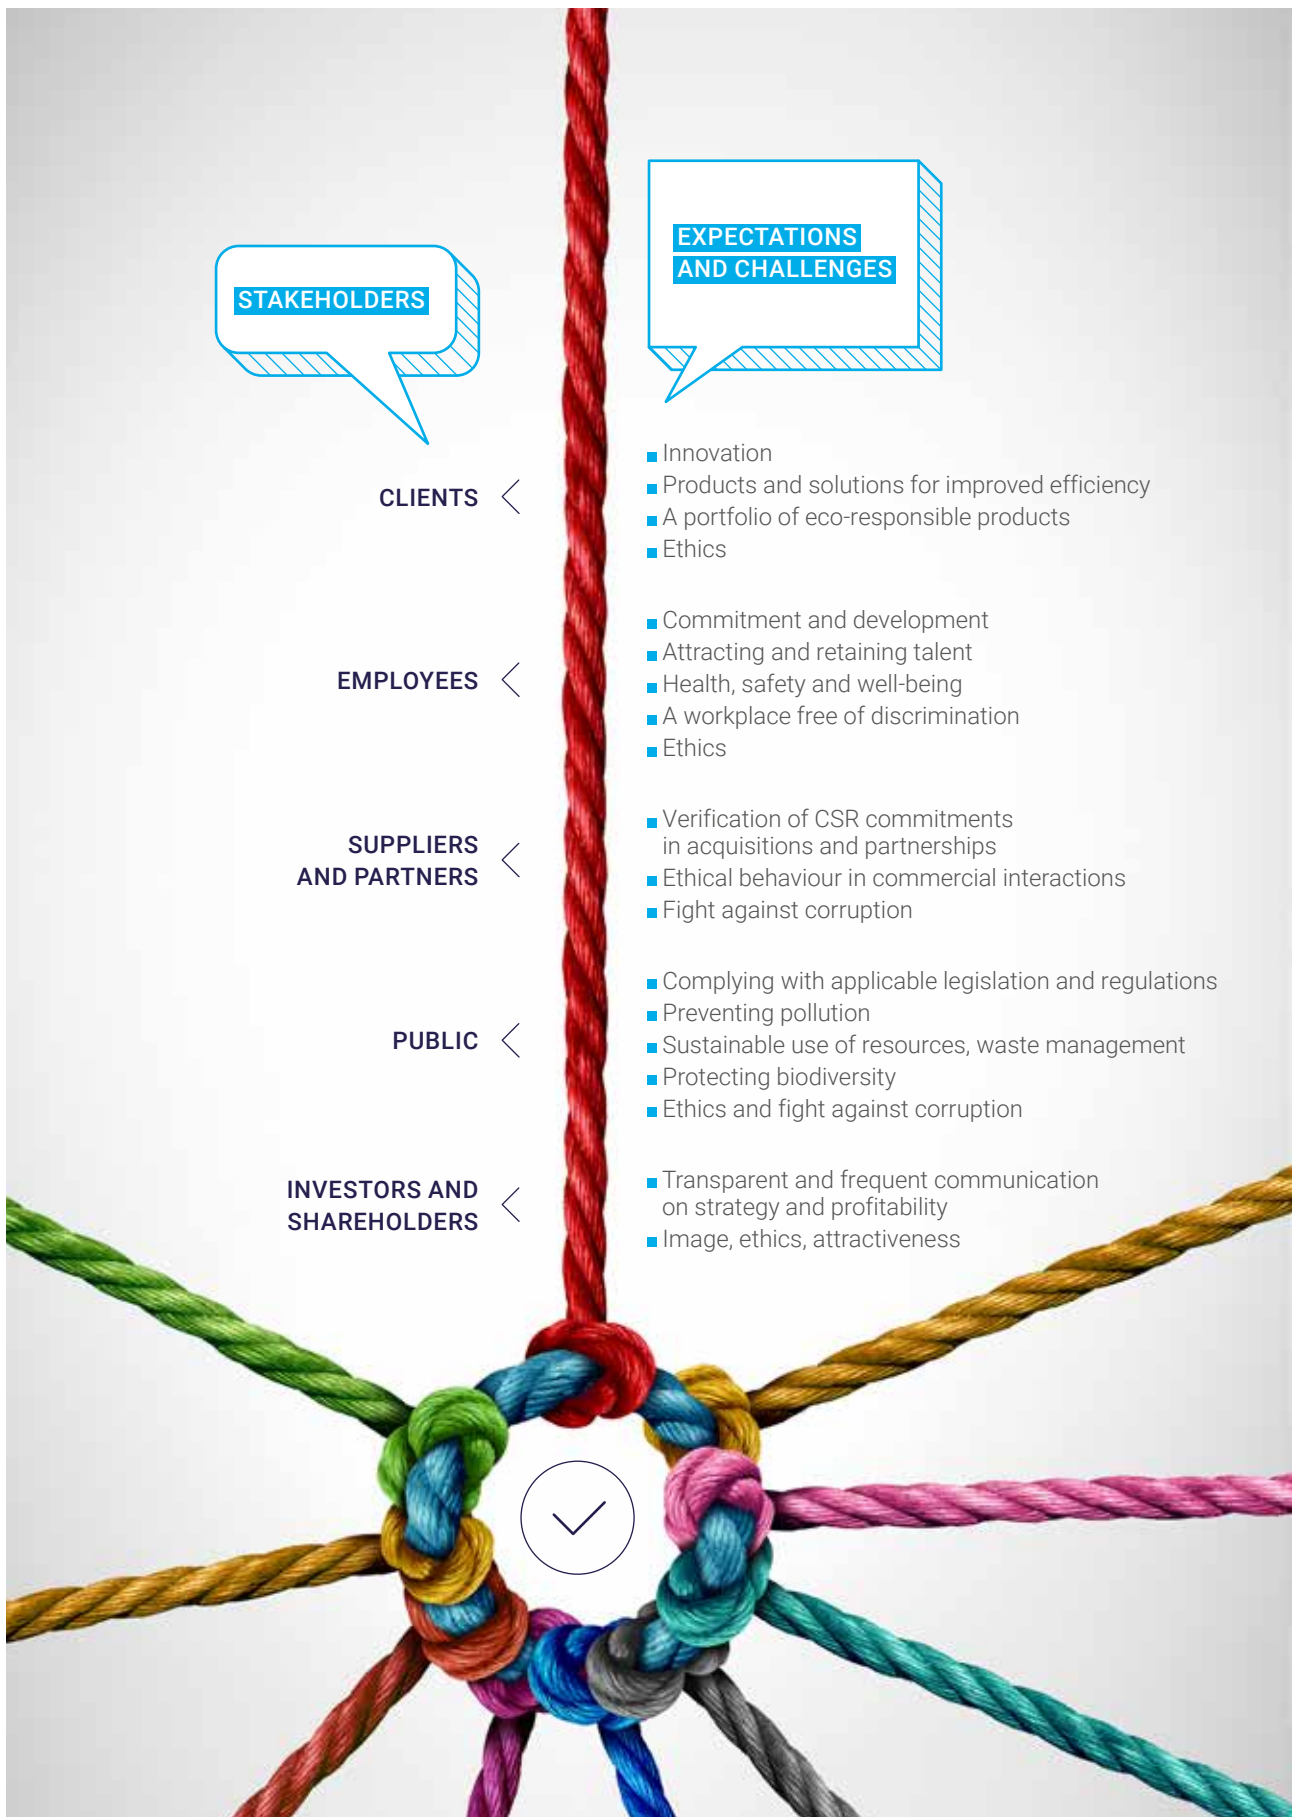 STAKEHOLDERS
EXPECTATIONS
AND CHALLENGES
CLIENTS
Innovation
Products and solutions for improved efficiency
A portfolio of eco-responsible products
Ethics
EMPLOYEES
Commitment and development
Attracting and retaining talent
Health, safety and well-being
A workplace free of discrimination
Ethics
SUPPLIERS
AND PARTNERS
Verification of CSR commitments
in acquisitions and partnerships
Ethical behaviour in commercial interactions
Fight against corruption
PUBLIC
Complying with applicable legislation and regulations
Preventing pollution
Sustainable use of resources, waste management
Protecting biodiversity
Ethics and fight against corruption
INVESTORS AND
SHAREHOLDERS
Transparent and frequent communication
on strategy and profitability
Image, ethics, attractiveness